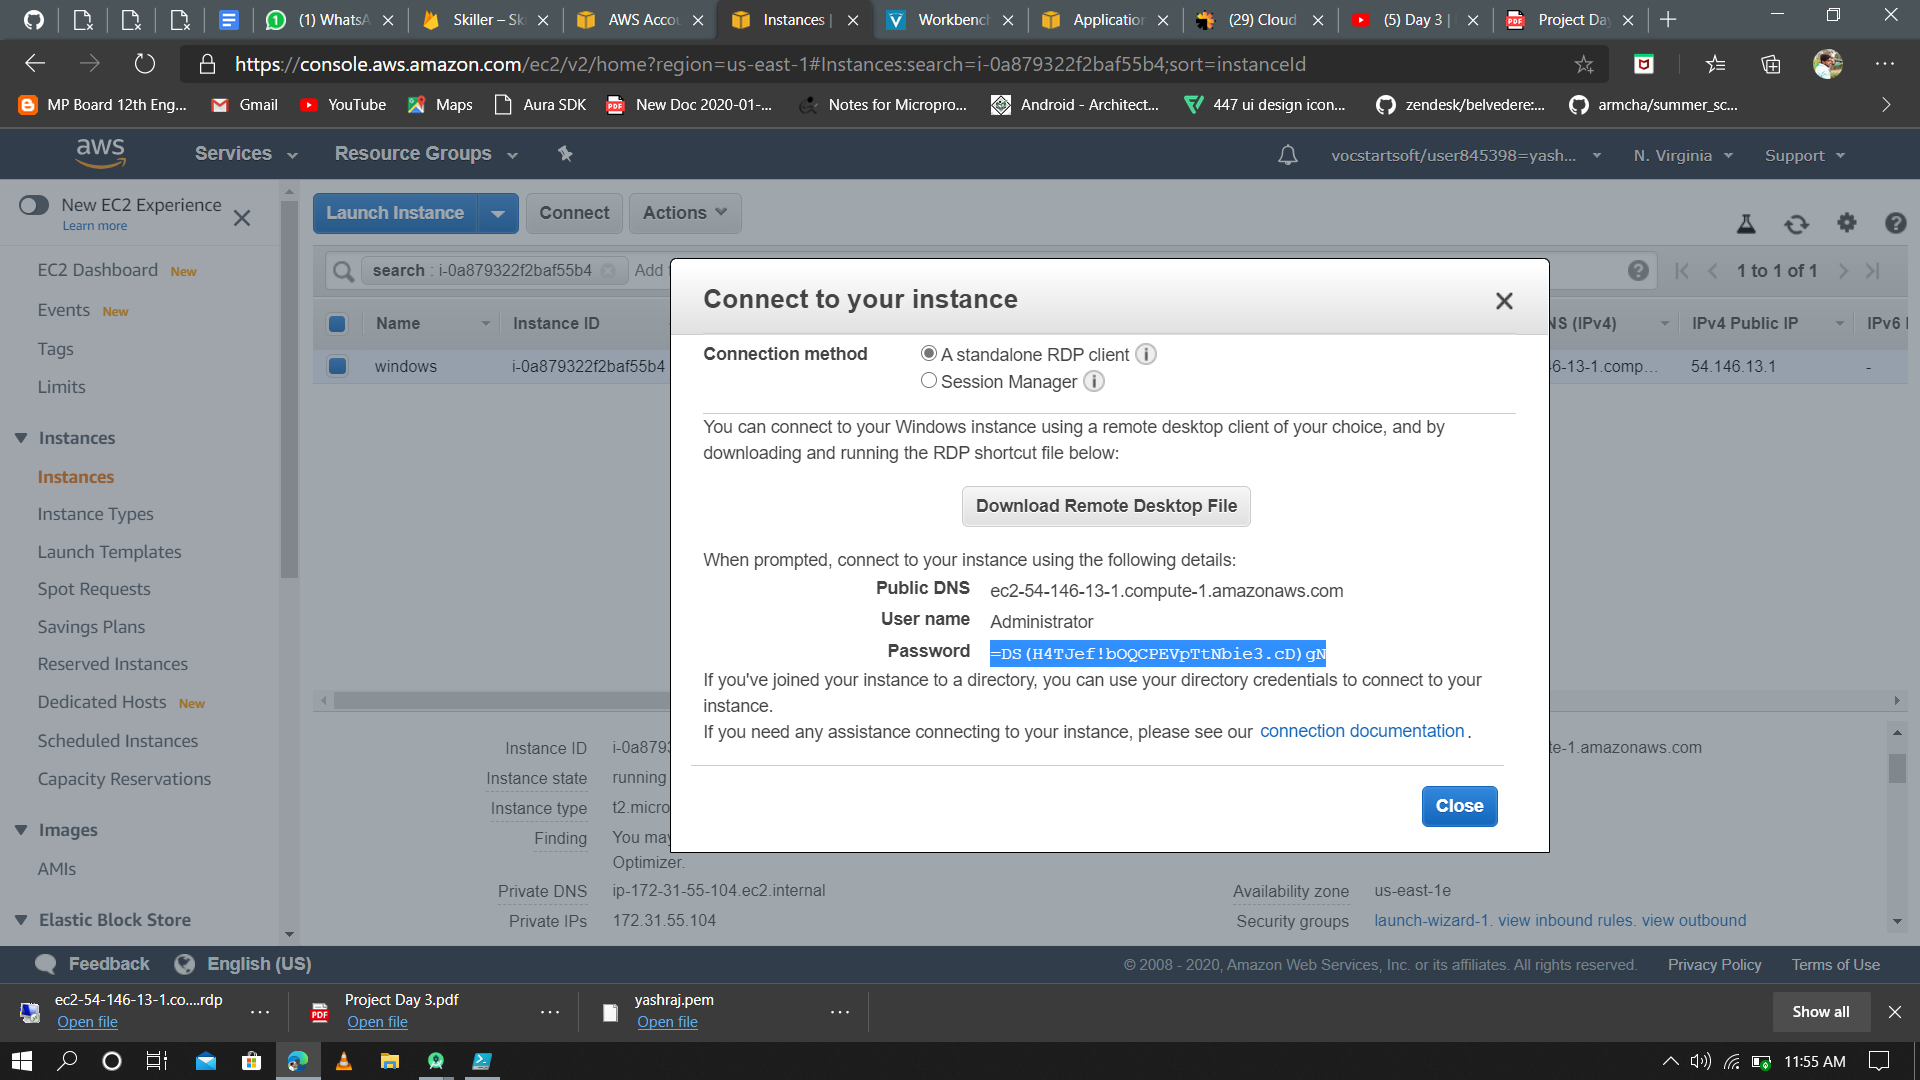 (1) WhatsA
Skiller – Sk
AWS Acco
Instances |
Workbenc
Application
(29) Cloud
(5) Day 3 |
Project Da
https://console.aws.amazon.com/ec2/v2/home?region=us-east-1#Instances:search=i-0a879322f2baf55b4;sort=instanceId
MP Board 12th Eng...
Gmail
YouTube
Maps
Aura SDK
New Doc 2020-01-...
Notes for Micropro...
Android - Architect...
447 ui design icon...
zendesk/belvedere:...
armcha/summer_sc...
aws
Services
Resource Groups
vocstartsoft/user845398=yash...
N. Virginia
Support
New EC2 Experience
Learn more
EC2 Dashboard New
Events New
Tags
Limits
Instances
Instances
Instance Types
Launch Templates
Spot Requests
Savings Plans
Reserved Instances
Dedicated Hosts New
Scheduled Instances
Capacity Reservations
Images
AMIs
Elastic Block Store
Launch Instance
Connect
Actions
search : i-0a879322f2baf55b4
Add
1 to 1 of 1
Name
Instance ID
NS (IPv4)
IPv4 Public IP
IPv6
windows
i-0a879322f2baf55b4
6-13-1.comp...
54.146.13.1
-
Connect to your instance
Connection method
A standalone RDP client
Session Manager
You can connect to your Windows instance using a remote desktop client of your choice, and by
downloading and running the RDP shortcut file below:
Download Remote Desktop File
When prompted, connect to your instance using the following details:
Public DNS ec2-54-146-13-1.compute-1.amazonaws.com
User name Administrator
Password =DS(H4TJef!bOQCPEVpTtNbie3.cD)gN
If you've joined your instance to a directory, you can use your directory credentials to connect to your
instance.
If you need any assistance connecting to your instance, please see our connection documentation.
Close
Instance ID i-0a879
te-1.amazonaws.com
Instance state running
Instance type t2.micro
Finding You may
Optimizer.
Private DNS ip-172-31-55-104.ec2.internal
Availability zone us-east-1e
Private IPs 172.31.55.104
Security groups launch-wizard-1. view inbound rules. view outbound
Feedback
English (US)
© 2008 - 2020, Amazon Web Services, Inc. or its affiliates. All rights reserved.
Privacy Policy
Terms of Use
ec2-54-146-13-1.co....rdp
Open file
Project Day 3.pdf
Open file
yashraj.pem
Open file
Show all
11:55 AM